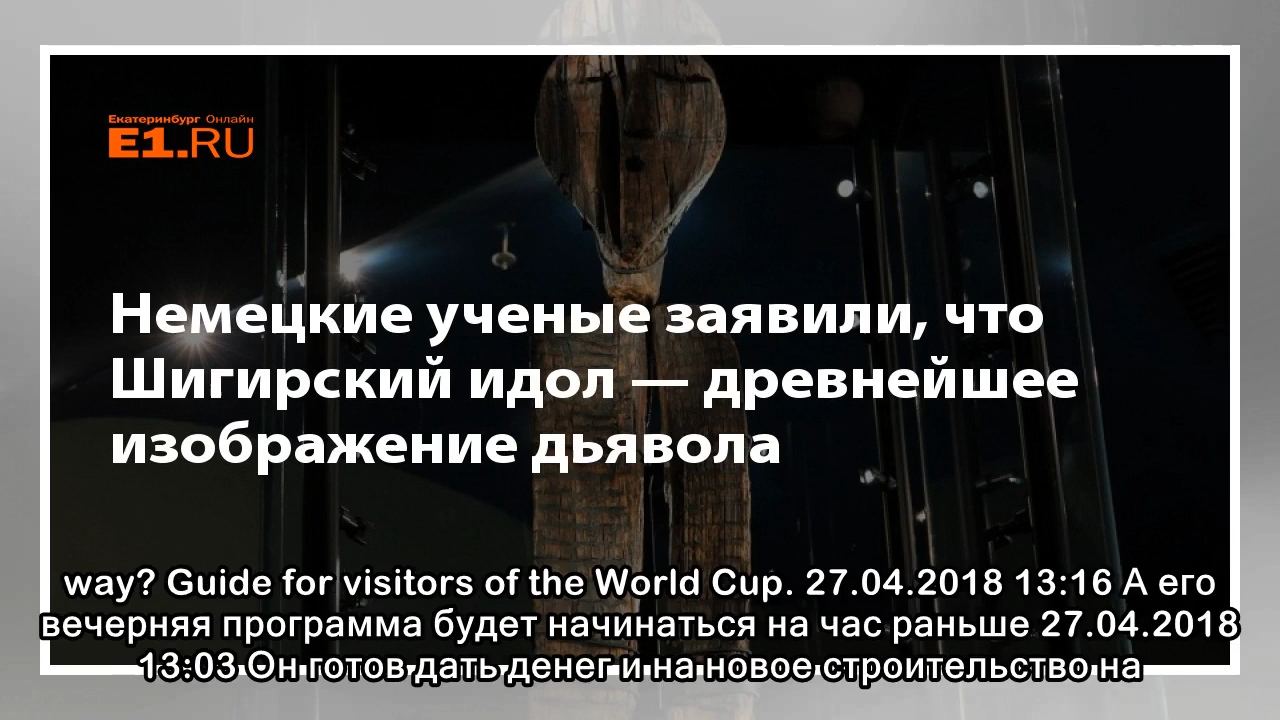 Екатеринбург Онлайн
E1.RU
Немецкие ученые заявили, что
Шигирский идол — древнейшее
изображение дьявола
way? Guide for visitors of the World Cup. 27.04.2018 13:16 А его
вечерняя программа будет начинаться на час раньше 27.04.2018
13:03 Он готов дать денег и на новое строительство на